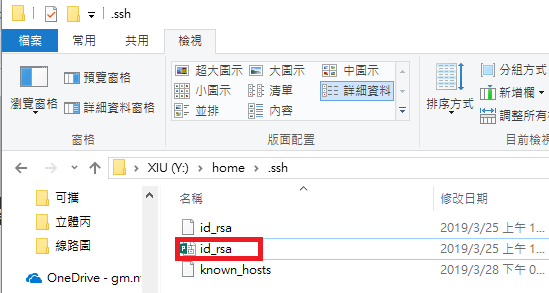 .ssh
檔案 常用 共用 檢視
瀏覽窗格 預覽窗格 詳細資料窗格
窗格
超大圖示 大圖示 中圖示
小圖示 清單 詳細資料
並排 內容
版面配置
排序方式 分組方式
新增欄
調整所有
目前檢視
XIU (Y:) home .ssh
名稱 修改日期
可攜
立體丙
線路圖
OneDrive - gm.n
id_rsa 2019/3/25 上午 1...
id_rsa 2019/3/25 上午 1...
known_hosts 2019/3/28 下午 0...